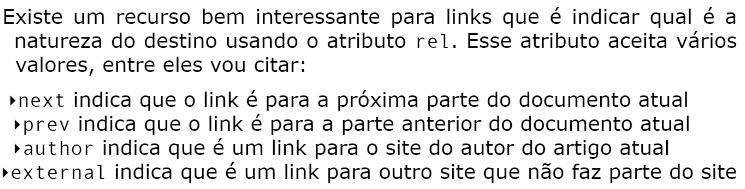 Existe um recurso bem interessante para links que é indicar qual é a
natureza do destino usando o atributo rel. Esse atributo aceita vários
valores, entre eles vou citar:
‣next indica que o link é para a próxima parte do documento atual
‣prev indica que o link é para a parte anterior do documento atual
‣author indica que é um link para o site do autor do artigo atual
‣external indica que é um link para outro site que não faz parte do site